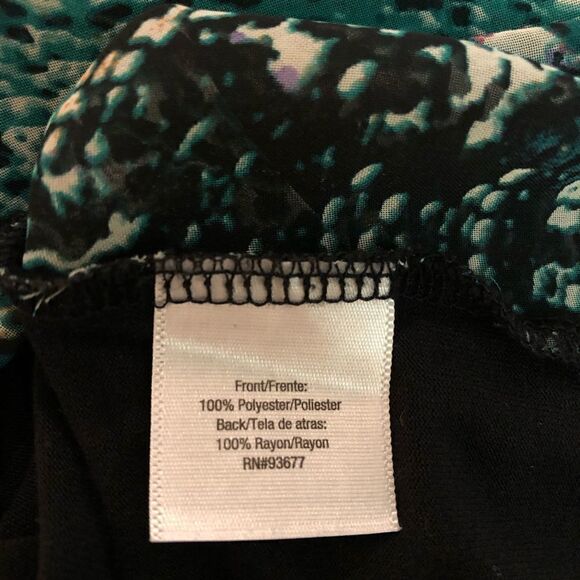 Front/Frente:
100% Polyester/Poliester
Back/Tela de atras:
100% Rayon/Rayon
RN#93677